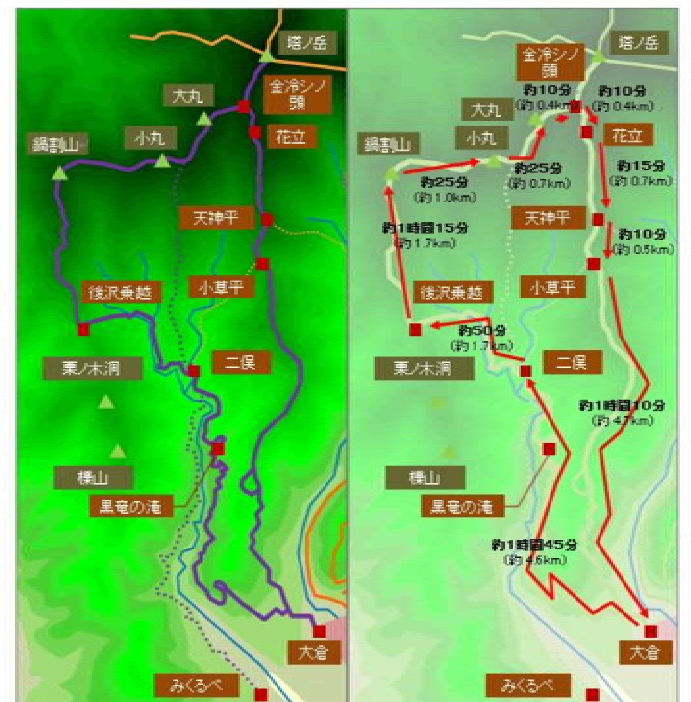 塔ノ岳
金冷シノ
頭
大丸
花立
小丸
鍋割山
天神平
小草平
後沢乗越
二俣
栗ノ木洞
櫟山
黒竜の滝
大倉
みくるべ
塔ノ岳
金冷シノ
頭
約10分
(約 0.4km)
約10分
(約 0.4km)
大丸
花立
小丸
鍋割山
約25分
(約 1.0km)
約25分
(約 0.7km)
約15分
(約 0.7km)
天神平
約1時間15分
(約 1.7km)
約10分
(約 0.5km)
小草平
後沢乗越
約50分
(約 1.7km)
二俣
栗ノ木洞
約1時間10分
(約 4.7km)
櫟山
黒竜の滝
約1時間45分
(約 4.6km)
大倉
みくるべ